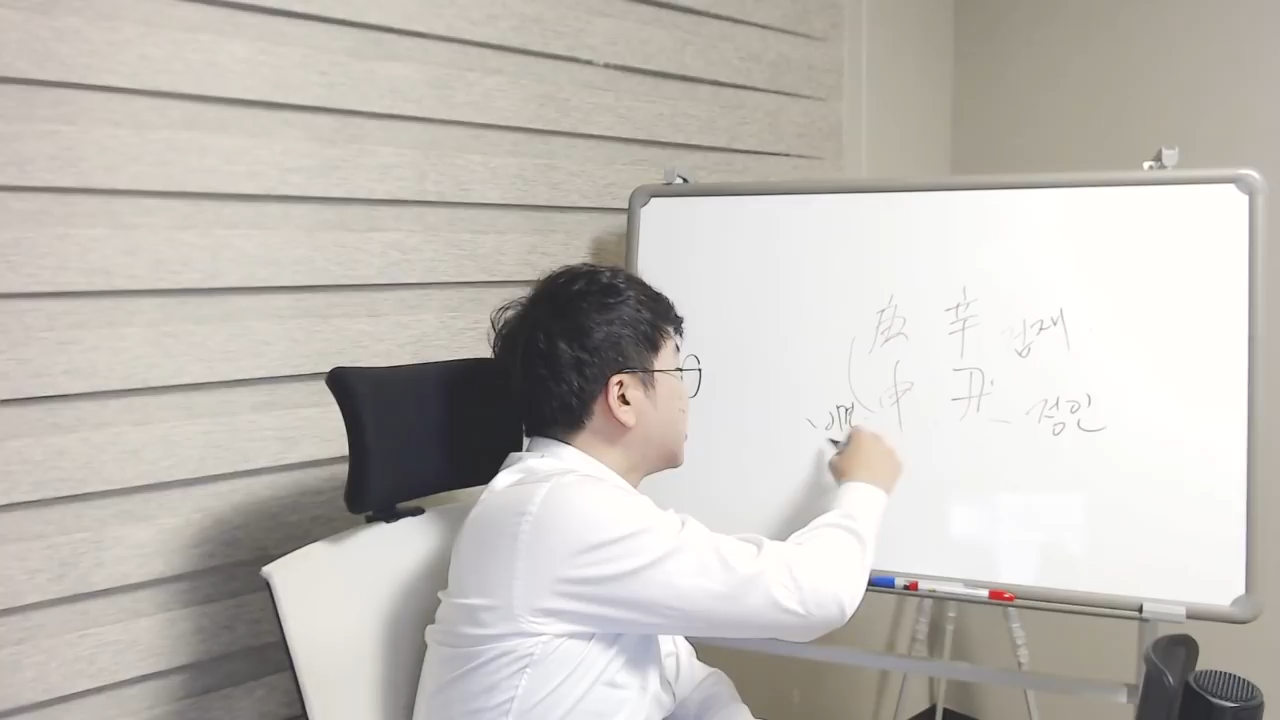 庚 辛 겁재
申 丑 정인